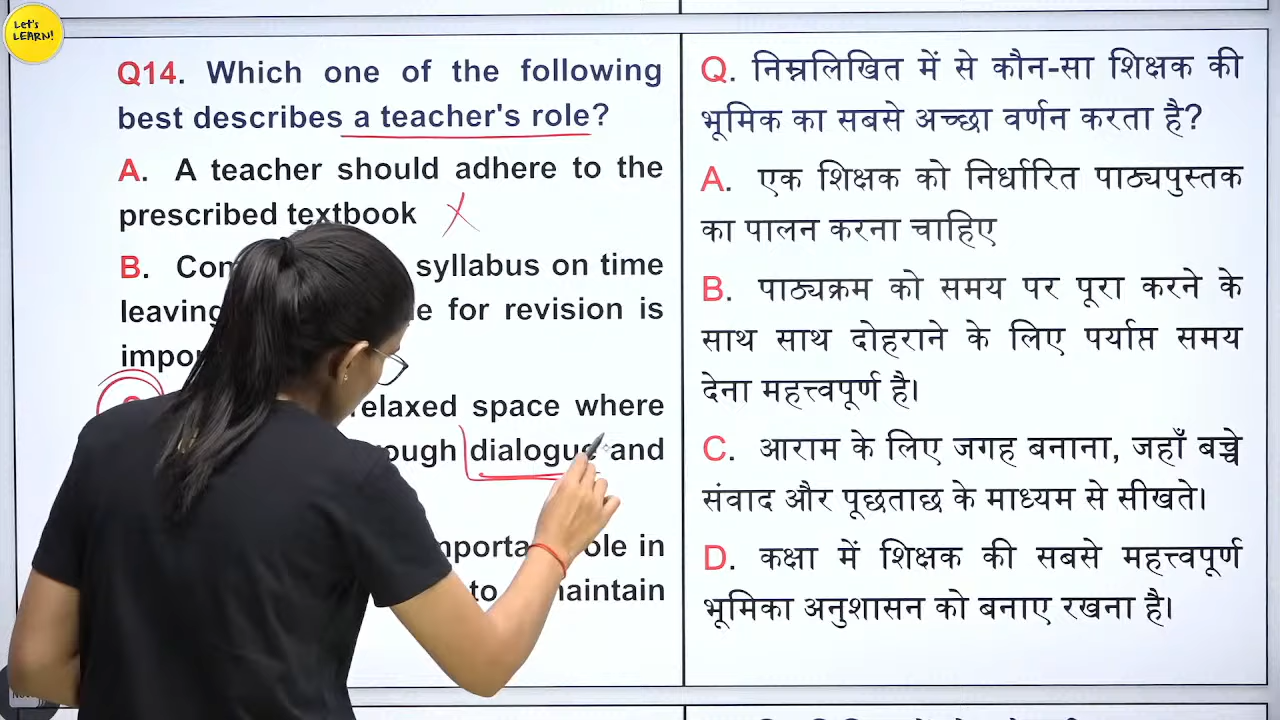 Let's
LEARN!
Q14. Which one of the following
best describes a teacher's role?
A. A teacher should adhere to the
prescribed textbook
B. syllabus on time
leaving for revision is
relaxed space where
dialogue and
role in
to maintain
Q. निम्नलिखित में से कौन-सा शिक्षक की
भूमिक का सबसे अच्छा वर्णन करता है?
A. एक शिक्षक को निर्धारित पाठ्यपुस्तक
का पालन करना चाहिए
B. पाठ्यक्रम को समय पर पूरा करने के
साथ साथ दोहराने के लिए पर्याप्त समय
देना महत्त्वपूर्ण है।
C. आराम के लिए जगह बनाना, जहाँ बच्चे
संवाद और पूछताछ के माध्यम से सीखते।
D. कक्षा में शिक्षक की सबसे महत्त्वपूर्ण
भूमिका अनुशासन को बनाए रखना है।